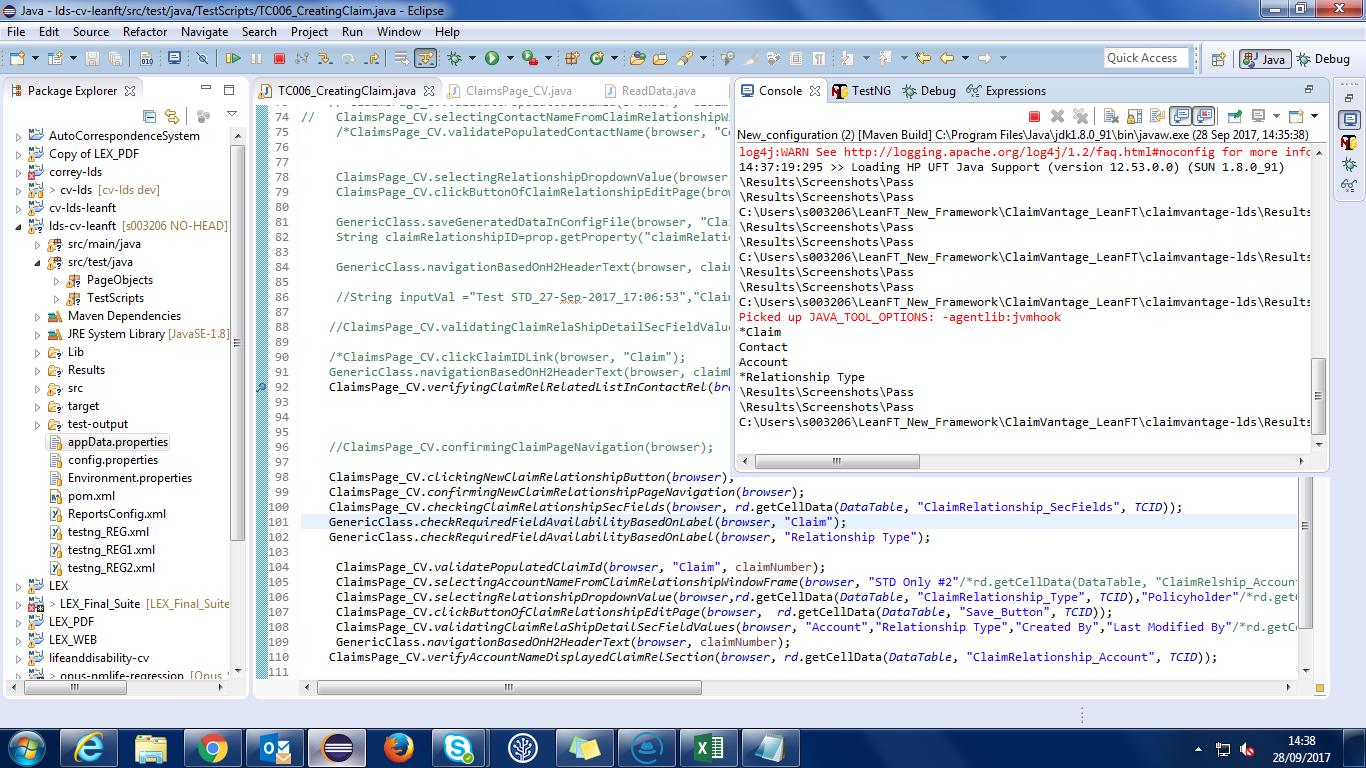 Java - lds-cv-leanft/src/test/java/TestScripts/TC006_CreatingClaim.java - Eclipse
File Edit Source Refactor Navigate Search Project Run Window Help
Quick Access
Java
Debug
Package Explorer
AutoCorrespondenceSystem
Copy of LEX_PDF
correy-lds
> cv-lds [cv-lds dev]
cv-lds-leanft
lds-cv-leanft [s003206 NO-HEAD]
src/main/java
src/test/java
PageObjects
TestScripts
Maven Dependencies
JRE System Library [JavaSE-1.8]
Lib
Results
src
target
test-output
appData.properties
config.properties
Environment.properties
pom.xml
ReportsConfig.xml
testng_REG.xml
testng_REG1.xml
testng_REG2.xml
LEX
> LEX_Final_Suite [LEX_Final_Suite
LEX_PDF
LEX_WEB
lifeanddisability-cv
> opus-nmlife-regression [Opus
TC006_CreatingClaim.java
ClaimsPage_CV.java
ReadData.java
74 // ClaimsPage_CV.selectingContactNameFromClaimRelationshipW
75 /*ClaimsPage_CV.validatePopulatedContactName(browser, "Co
76
77
78 ClaimsPage_CV.selectingRelationshipDropdownValue(browser,
79 ClaimsPage_CV.clickButtonOfClaimRelationshipEditPage(brow
80
81 GenericClass.saveGeneratedDataInConfigFile(browser, "Clai
82 String claimRelationshipID=prop.getProperty("claimRelatio
83
84 GenericClass.navigationBasedOnH2HeaderText(browser, claim
85
86 //String inputVal ="Test STD_27-Sep-2017_17:06:53","Claim
87
88 //ClaimsPage_CV.validatingClaimRelaShipDetailSecFieldValue
89
90 /*ClaimsPage_CV.clickClaimIDLink(browser, "Claim");
91 GenericClass.navigationBasedOnH2HeaderText(browser, claimN
92 ClaimsPage_CV.verifyingClaimRelRelatedListInContactRel(bro
93
94
95
96 //ClaimsPage_CV.confirmingClaimPageNavigation(browser);
97
98 ClaimsPage_CV.clickingNewClaimRelationshipButton(browser);
99 ClaimsPage_CV.confirmingNewClaimRelationshipPageNavigation(browser);
100 ClaimsPage_CV.checkingClaimRelationshipSecFields(browser, rd.getCellData(DataTable, "ClaimRelationship_SecFields", TCID));
101 GenericClass.checkRequiredFieldAvailabilityBasedOnLabel(browser, "Claim");
102 GenericClass.checkRequiredFieldAvailabilityBasedOnLabel(browser, "Relationship Type");
103
104 ClaimsPage_CV.validatePopulatedClaimId(browser, "Claim", claimNumber);
105 ClaimsPage_CV.selectingAccountNameFromClaimRelationshipWindowFrame(browser, "STD Only #2"/*rd.getCellData(DataTable, "ClaimRelship_Accoun
106 ClaimsPage_CV.selectingRelationshipDropdownValue(browser,rd.getCellData(DataTable, "ClaimRelationship_Type", TCID),"Policyholder"/*rd.getC
107 ClaimsPage_CV.clickButtonOfClaimRelationshipEditPage(browser, rd.getCellData(DataTable, "Save_Button", TCID));
108 ClaimsPage_CV.validatingClaimRelaShipDetailSecFieldValues(browser, "Account","Relationship Type","Created By","Last Modified By"/*rd.getCe
109 GenericClass.navigationBasedOnH2HeaderText(browser, claimNumber);
110 ClaimsPage_CV.verifyAccountNameDisplayedClaimRelSection(browser, rd.getCellData(DataTable, "ClaimRelationship_Account", TCID));
111
Console
TestNG
Debug
Expressions
New_configuration (2) [Maven Build] C:\Program Files\Java\jdk1.8.0_91\bin\javaw.exe (28 Sep 2017, 14:35:38)
log4j:WARN See http://logging.apache.org/log4j/1.2/faq.html#noconfig for more info
14:37:19:295 >> Loading HP UFT Java Support (version 12.53.0.0) (SUN 1.8.0_91)
\Results\Screenshots\Pass
\Results\Screenshots\Pass
C:\Users\s003206\LeanFT_New_Framework\ClaimVantage_LeanFT\claimvantage-lds\Results
\Results\Screenshots\Pass
\Results\Screenshots\Pass
C:\Users\s003206\LeanFT_New_Framework\ClaimVantage_LeanFT\claimvantage-lds\Results
\Results\Screenshots\Pass
\Results\Screenshots\Pass
C:\Users\s003206\LeanFT_New_Framework\ClaimVantage_LeanFT\claimvantage-lds\Results
Picked up JAVA_TOOL_OPTIONS: -agentlib:jvmhook
*Claim
Contact
Account
*Relationship Type
\Results\Screenshots\Pass
\Results\Screenshots\Pass
C:\Users\s003206\LeanFT_New_Framework\ClaimVantage_LeanFT\claimvantage-lds\Results
14:38
28/09/2017